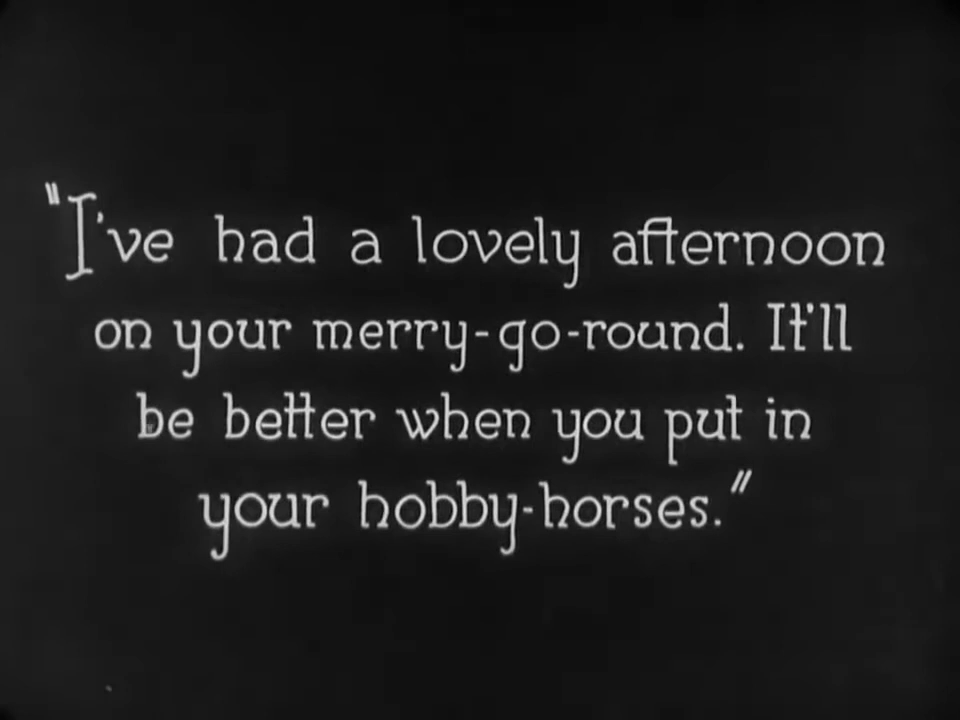 "I've had a lovely afternoon
on your merry-go-round. It'll
be better when you put in
your hobby-horses."